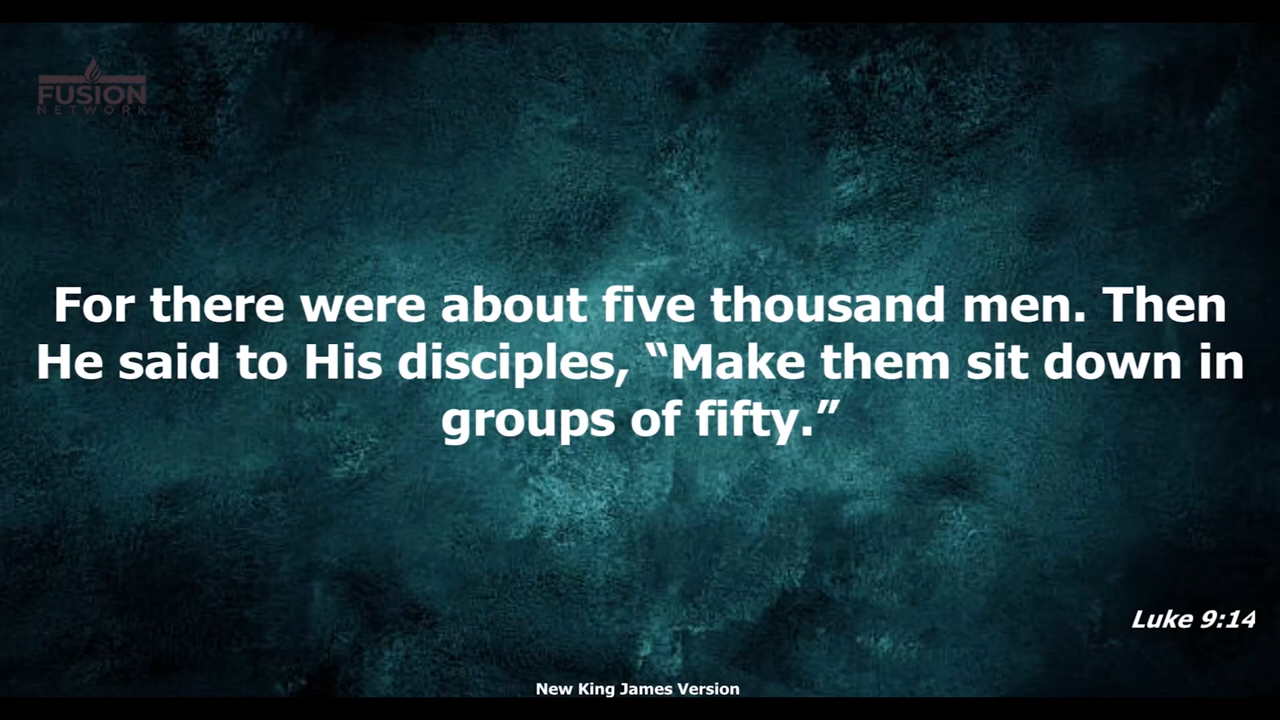 FUSION
NETWORK
For there were about five thousand men. Then
He said to His disciples, “Make them sit down in
groups of fifty.”
Luke 9:14
New King James Version